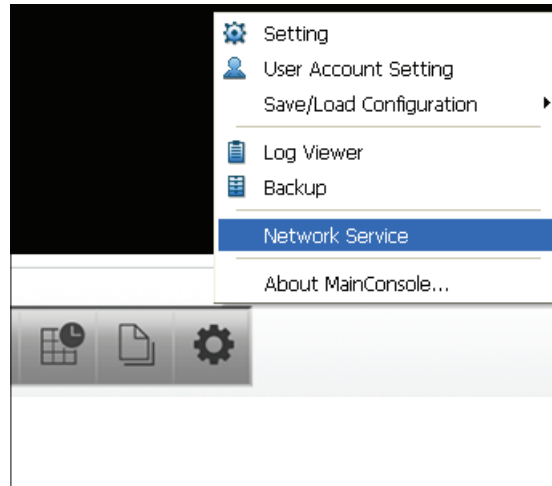 Setting
User Account Setting
Save/Load Configuration
Log Viewer
Backup
Network Service
About MainConsole...